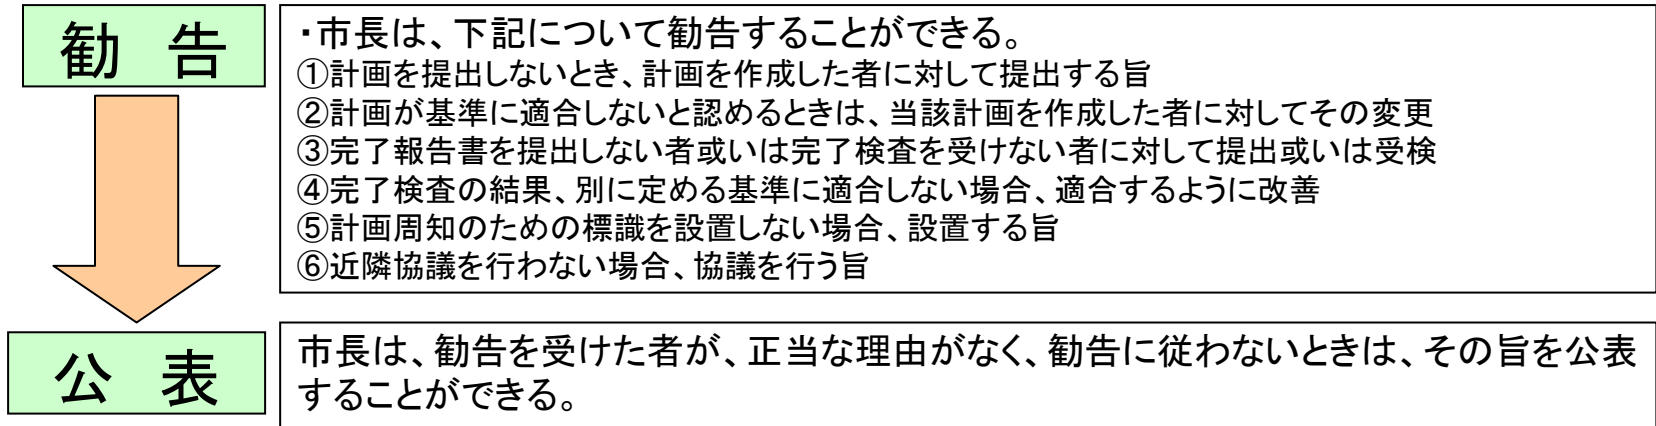 勧　告
・市長は、下記について勧告することができる。
①計画を提出しないとき、計画を作成した者に対して提出する旨
②計画が基準に適合しないと認めるときは、当該計画を作成した者に対してその変更
③完了報告書を提出しない者或いは完了検査を受けない者に対して提出或いは受検
④完了検査の結果、別に定める基準に適合しない場合、適合するように改善
⑤計画周知のための標識を設置しない場合、設置する旨
⑥近隣協議を行わない場合、協議を行う旨
公　表
市長は、勧告を受けた者が、正当な理由がなく、勧告に従わないときは、その旨を公表
することができる。